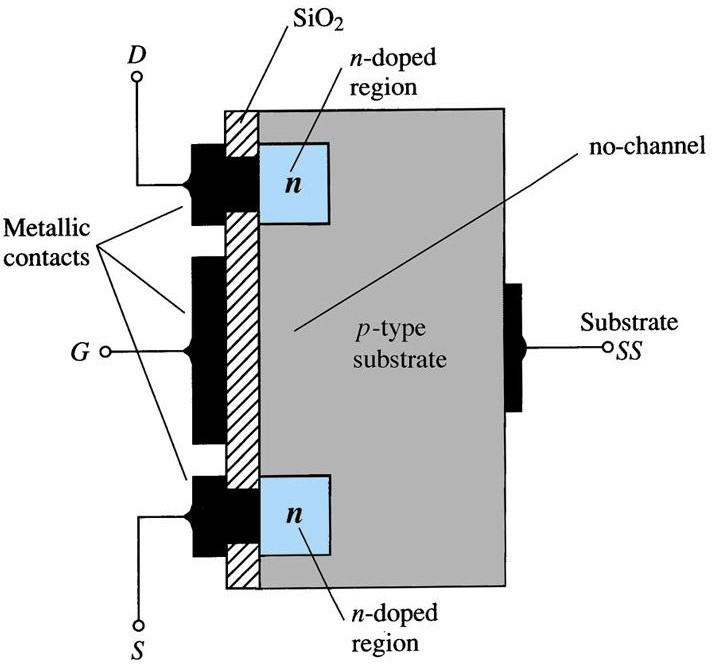 SiO₂
D
n-doped
region
n
no-channel
Metallic
contacts
G
p-type
substrate
Substrate
SS
n
n-doped
region
S